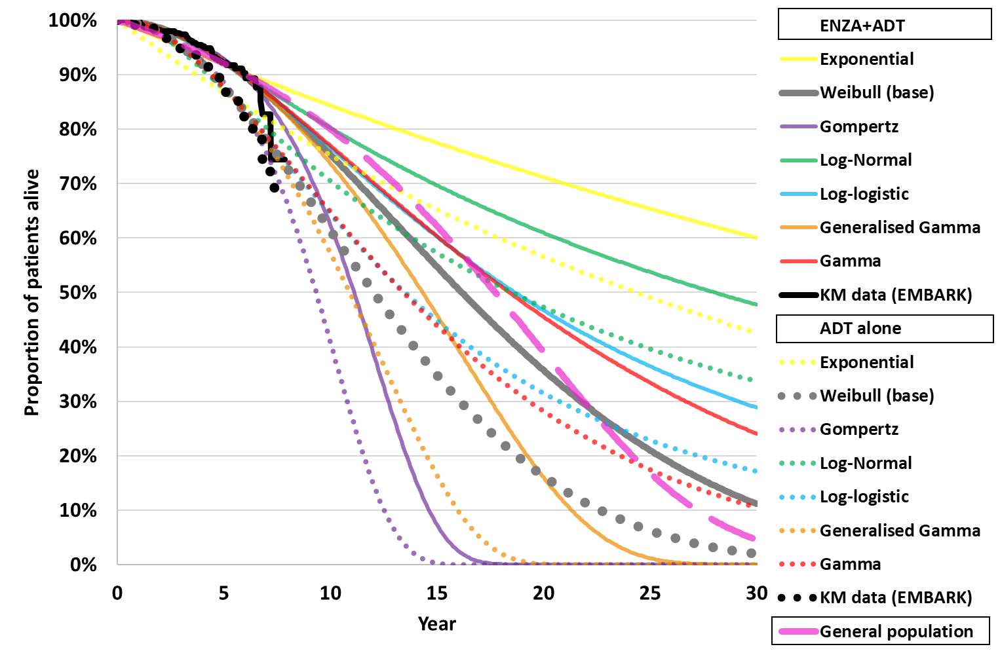 100%
90%
80%
70%
60%
50%
40%
30%
20%
10%
0%
Proportion of patients alive
0 5 10 15 20 25 30
Year
ENZA+ADT
Exponential
Weibull (base)
Gompertz
Log-Normal
Log-logistic
Generalised Gamma
Gamma
KM data (EMBARK)
ADT alone
Exponential
Weibull (base)
Gompertz
Log-Normal
Log-logistic
Generalised Gamma
Gamma
KM data (EMBARK)
General population